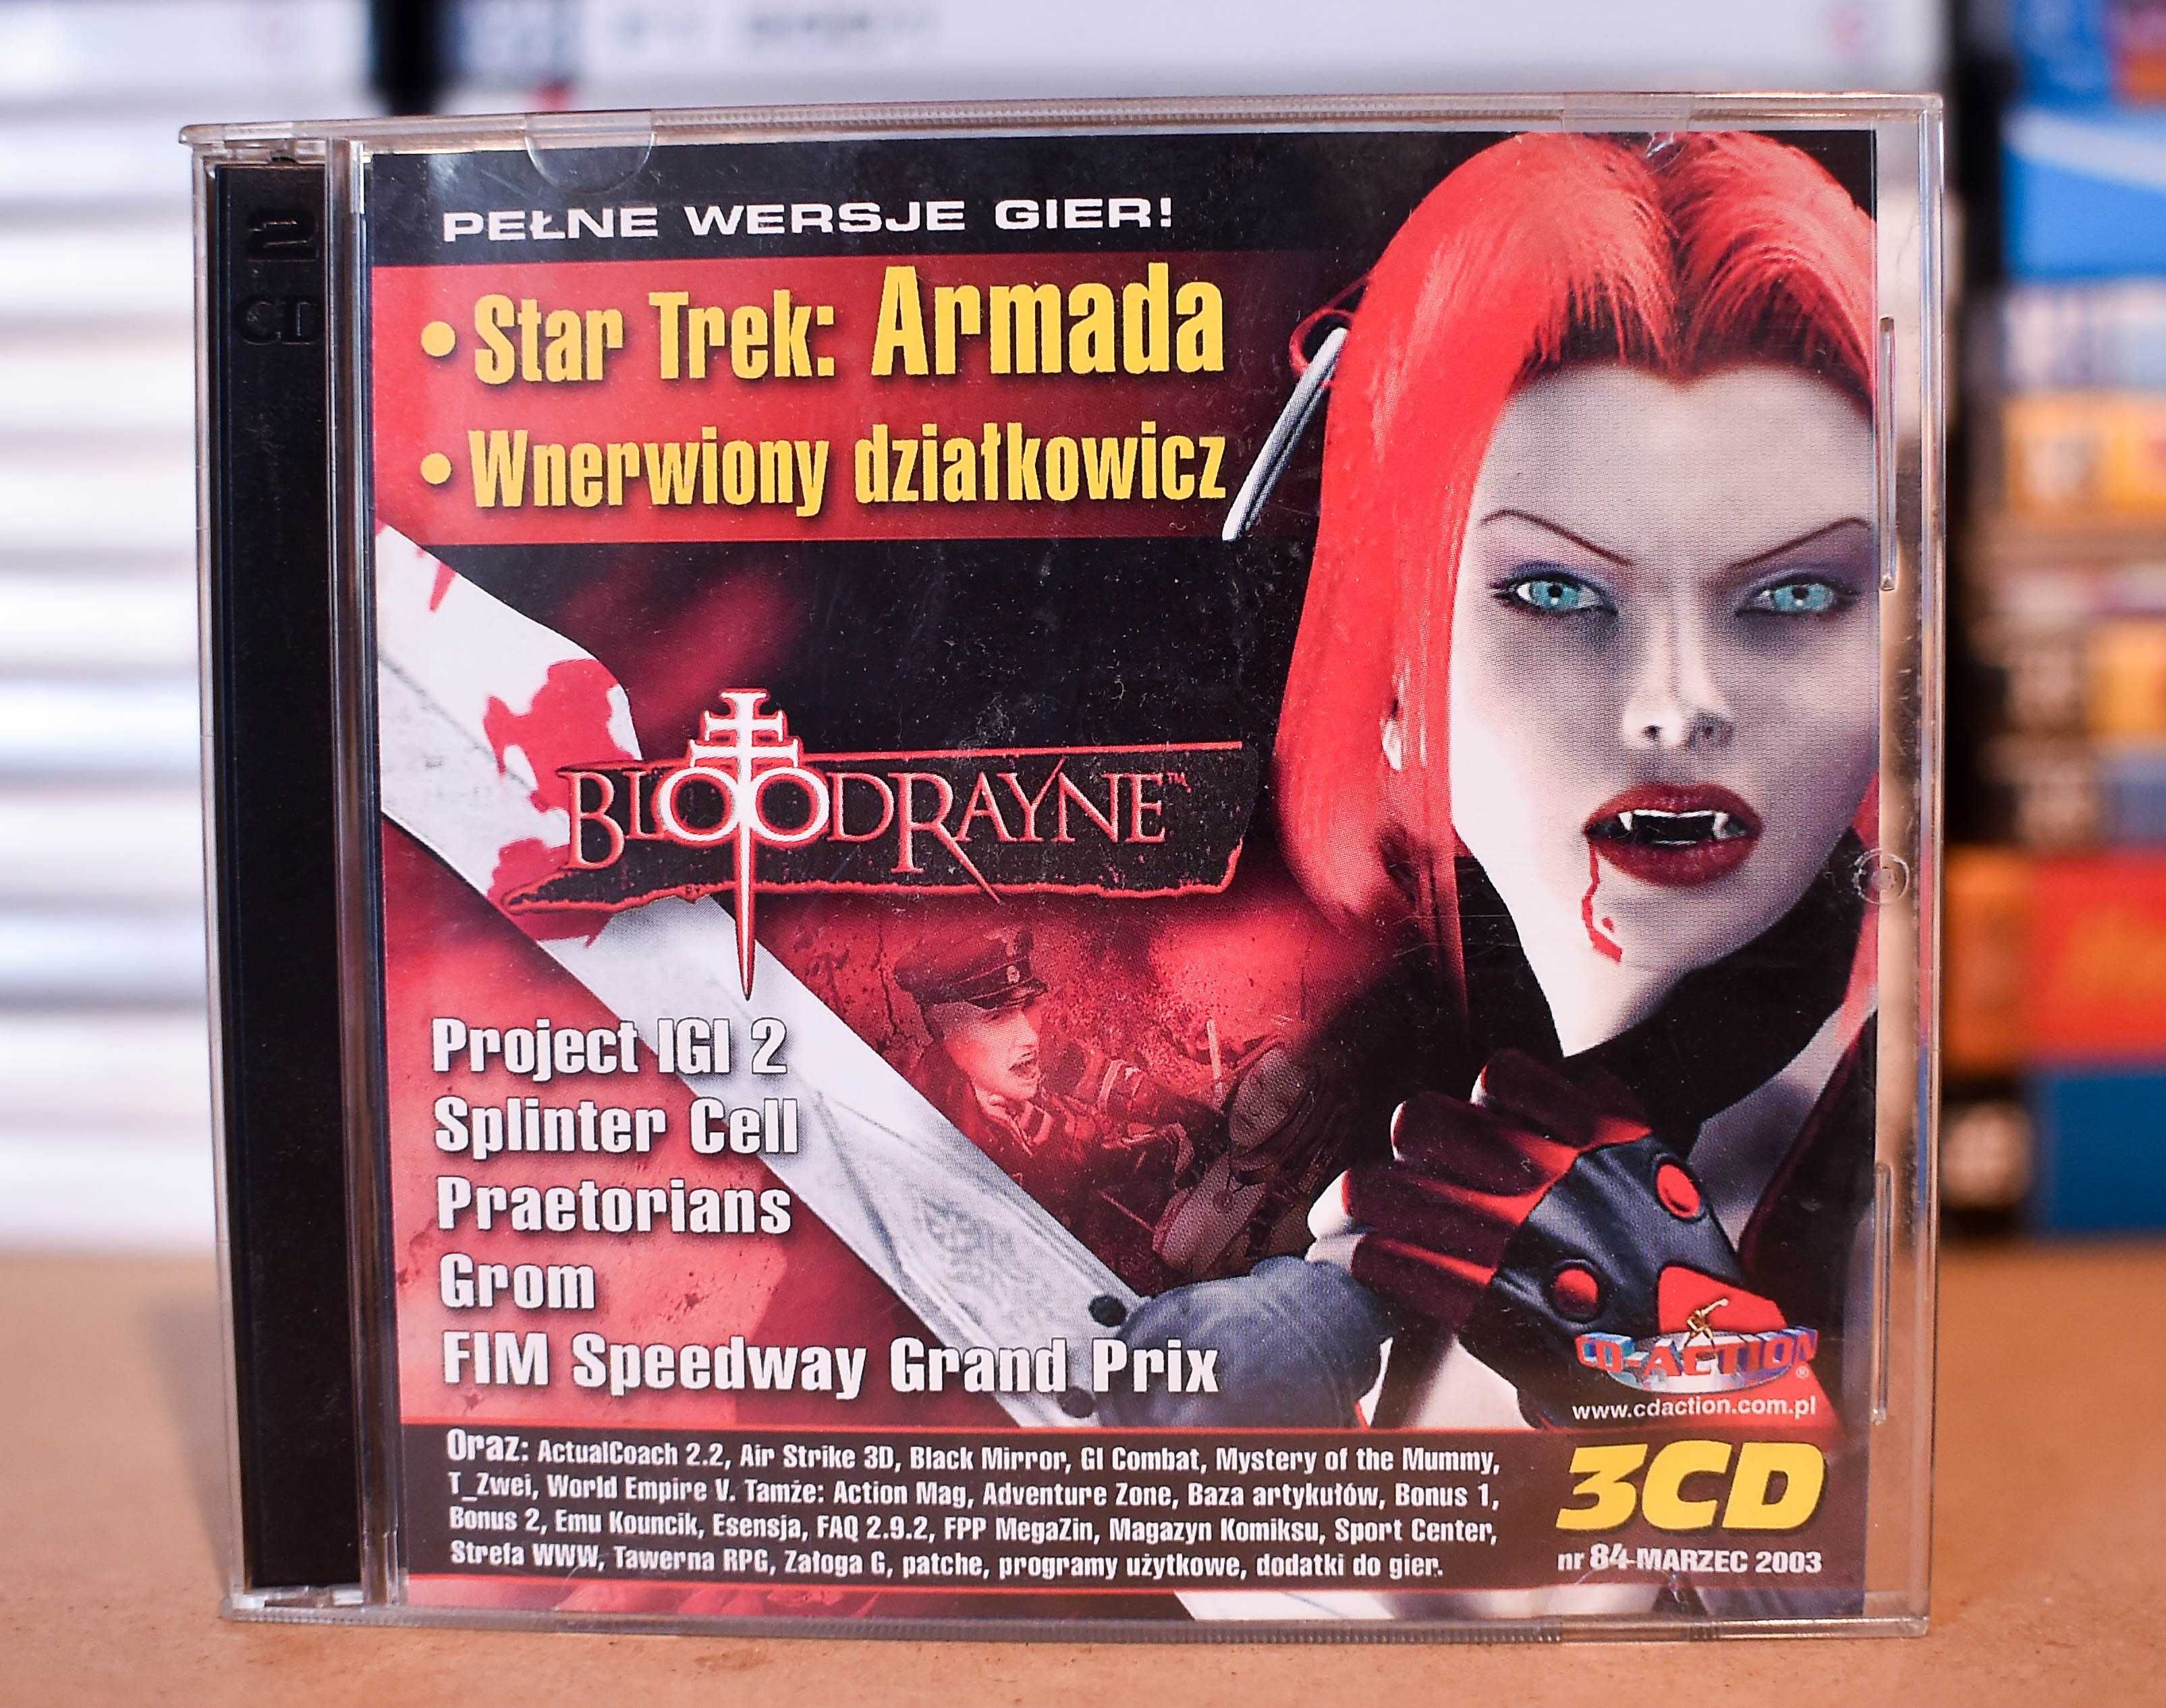 2
CD
PEŁNE WERSJE GIER!
• Star Trek: Armada
• Wnerwiony działkowicz
BLOODRAYNE™
Project IGI 2
Splinter Cell
Praetorians
Grom
FIM Speedway Grand Prix
CD-ACTION®
www.cdaction.com.pl
Oraz: ActualCoach 2.2, Air Strike 3D, Black Mirror, GI Combat, Mystery of the Mummy,
T_Zwei, World Empire V. Tamże: Action Mag, Adventure Zone, Baza artykułów, Bonus 1,
Bonus 2, Emu Kouncik, Esensja, FAQ 2.9.2, FPP MegaZin, Magazyn Komiksu, Sport Center,
Strefa WWW, Tawerna RPG, Załoga G, patche, programy użytkowe, dodatki do gier.
3CD
nr 84-MARZEC 2003